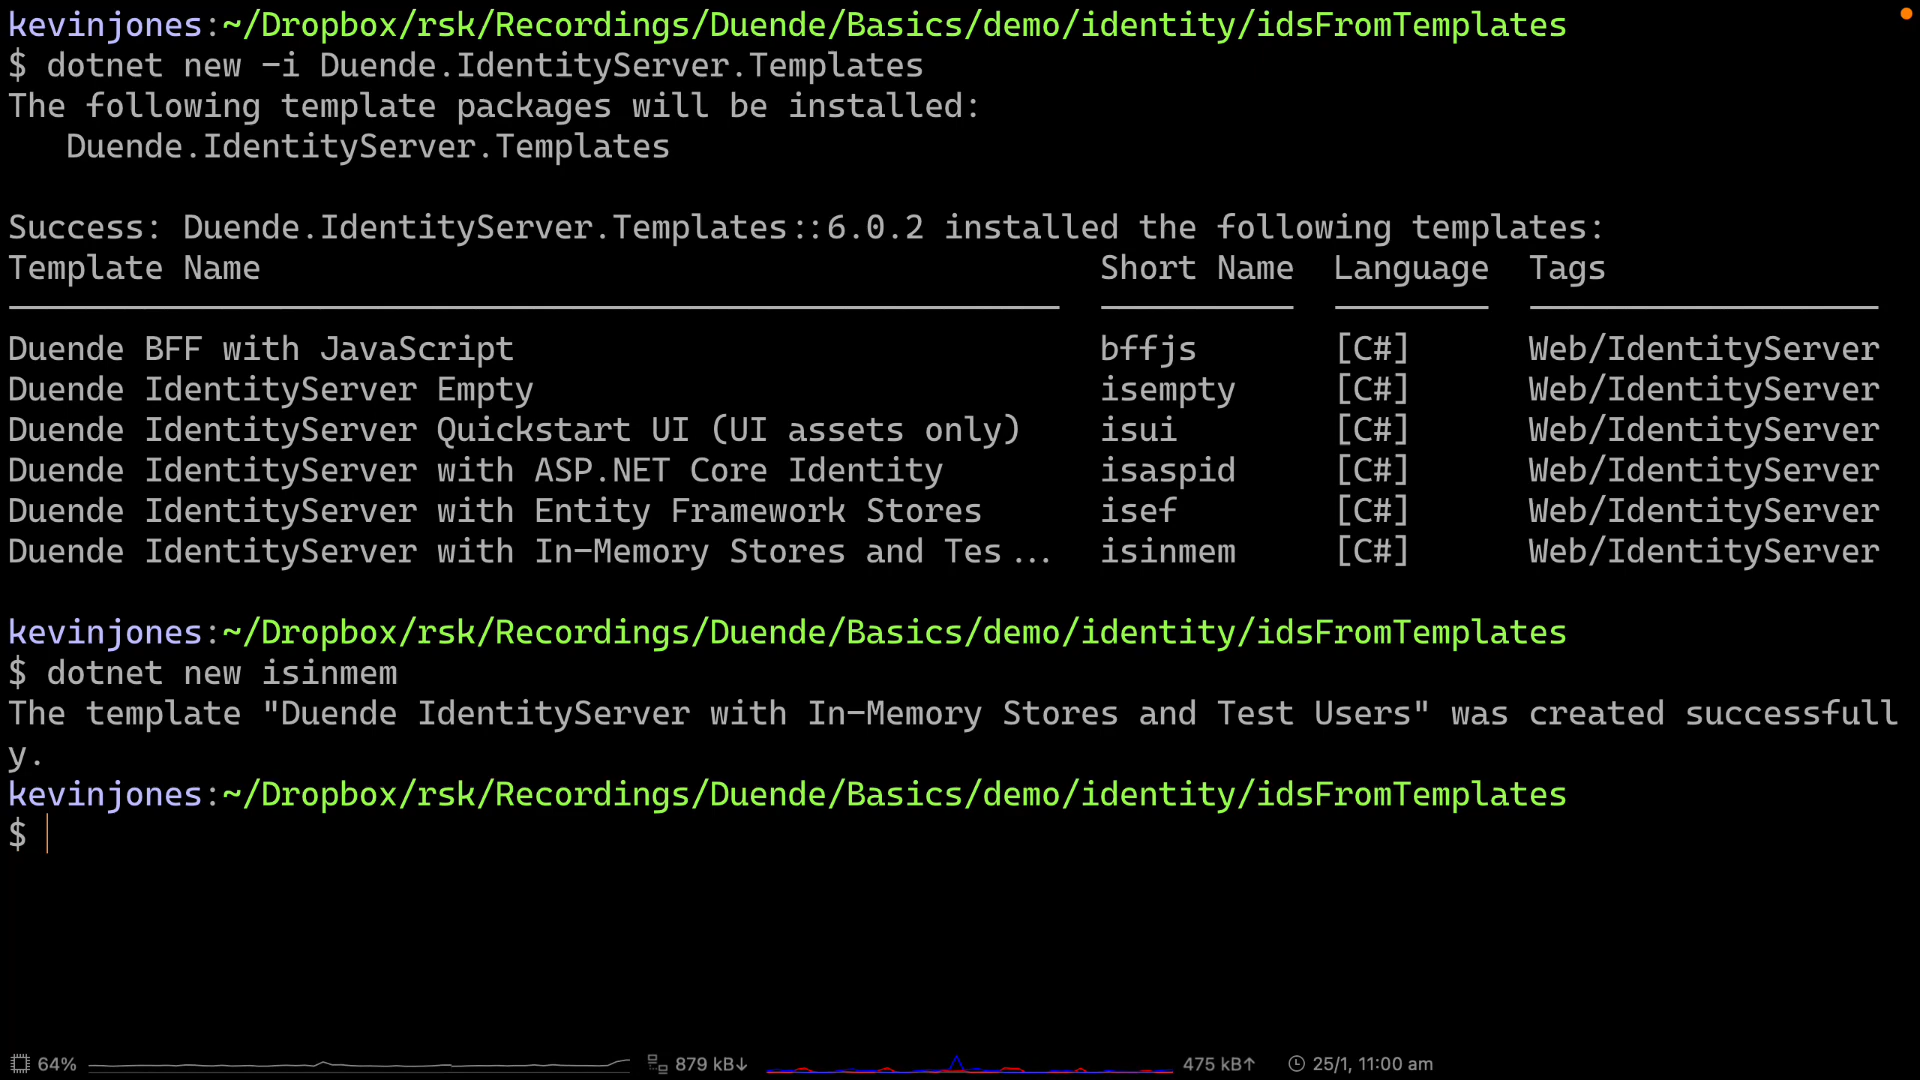 kevinjones:~/Dropbox/rsk/Recordings/Duende/Basics/demo/identity/idsFromTemplates
$ dotnet new -i Duende.IdentityServer.Templates
The following template packages will be installed:
   Duende.IdentityServer.Templates
Success: Duende.IdentityServer.Templates::6.0.2 installed the following templates:
Template Name Short Name Language Tags
Duende BFF with JavaScript bffjs [C#] Web/IdentityServer
Duende IdentityServer Empty isempty [C#] Web/IdentityServer
Duende IdentityServer Quickstart UI (UI assets only) isui [C#] Web/IdentityServer
Duende IdentityServer with ASP.NET Core Identity isaspid [C#] Web/IdentityServer
Duende IdentityServer with Entity Framework Stores isef [C#] Web/IdentityServer
Duende IdentityServer with In-Memory Stores and Tes... isinmem [C#] Web/IdentityServer
kevinjones:~/Dropbox/rsk/Recordings/Duende/Basics/demo/identity/idsFromTemplates
$ dotnet new isinmem
The template "Duende IdentityServer with In-Memory Stores and Test Users" was created successfull
y.
kevinjones:~/Dropbox/rsk/Recordings/Duende/Basics/demo/identity/idsFromTemplates
$
64% 879 kB↓ 475 kB↑ 25/1, 11:00 am